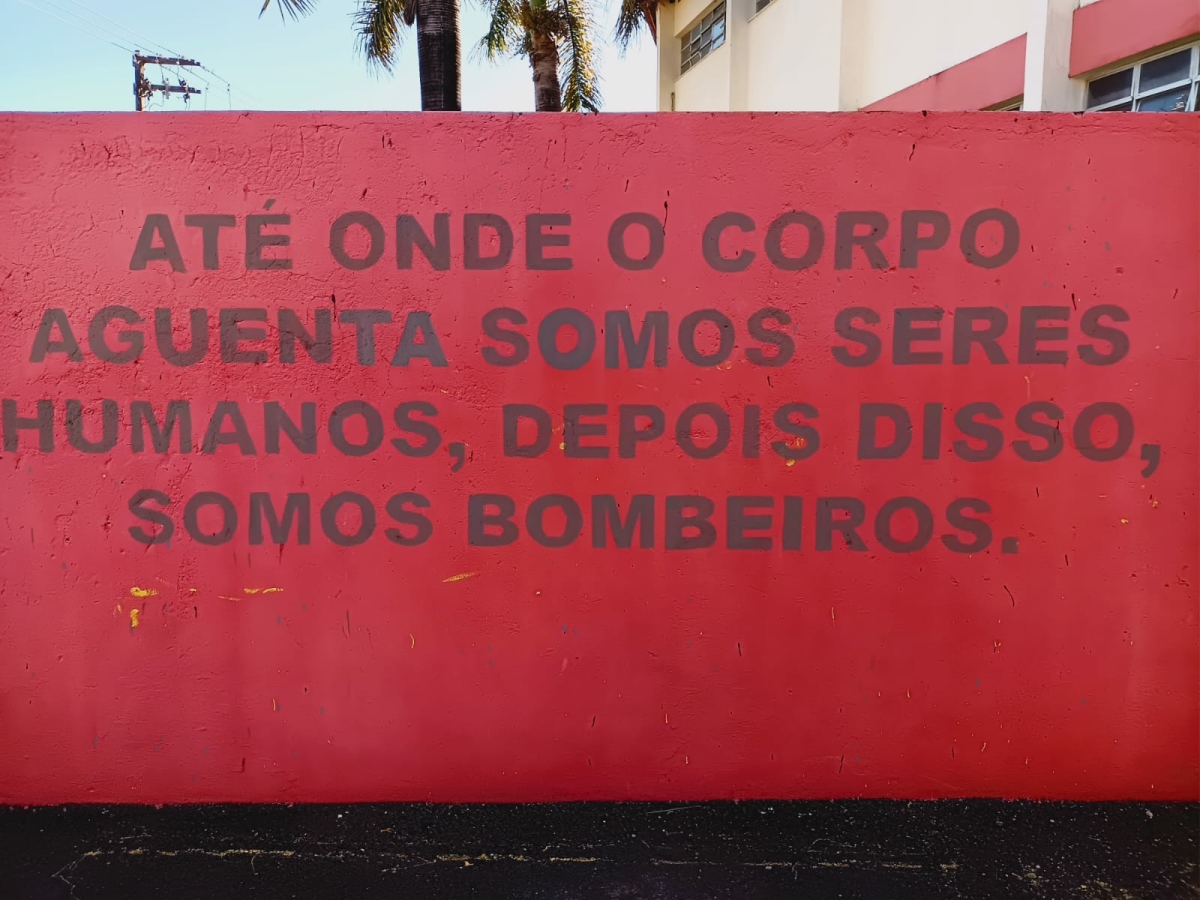 ATÉ ONDE O CORPO
AGUENTA SOMOS SERES
HUMANOS, DEPOIS DISSO,
SOMOS BOMBEIROS.